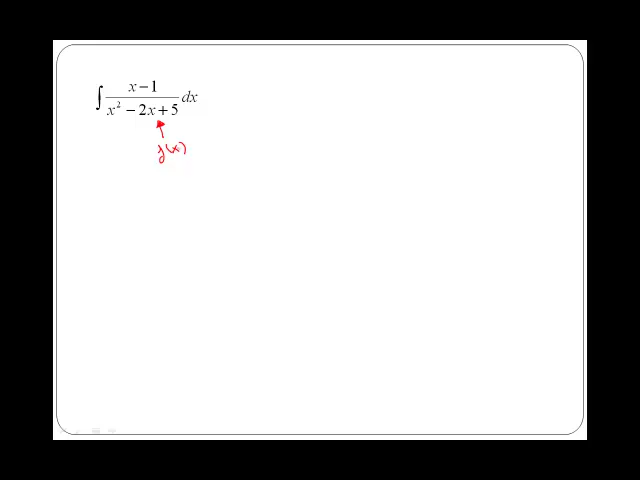 ∫ (x − 1)/(x² − 2x + 5) dx
f(x)